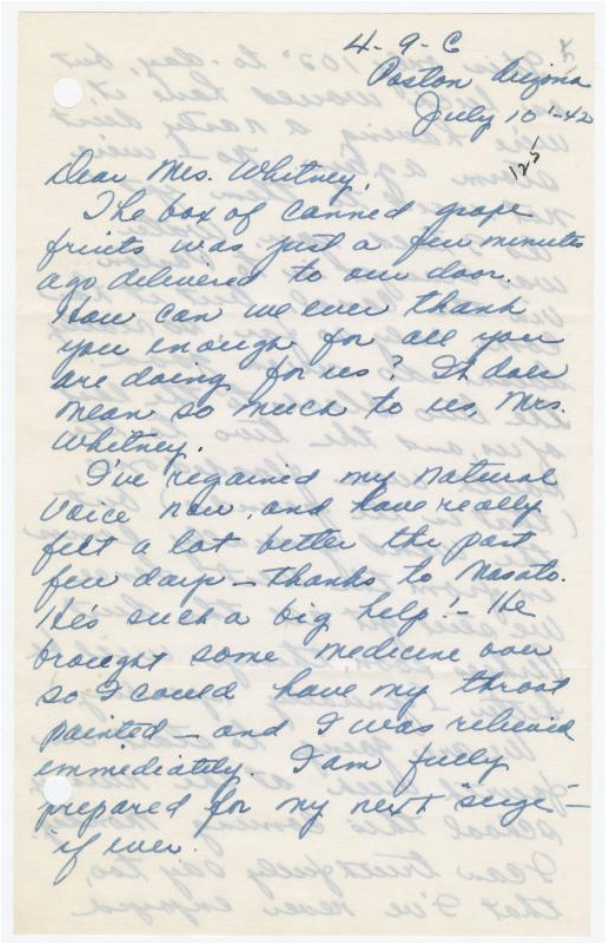 4-9-C
Poston Arizona
July 10 '-42
125
Dear Mrs. Whitney,
The box of canned grape
fruits was just a few minutes
ago delivered to our door.
How can we ever thank
you enough for all you
are doing for us? It does
mean so much to us, Mrs.
Whitney.
I've regained my natural
voice now, and have really
felt a lot better the past
few days – thanks to Masato.
He's such a big help! – He
brought some medicine over
so I could have my throat
painted – and I was relieved
immediately. I am fully
prepared for my next "seige" –
if ever.